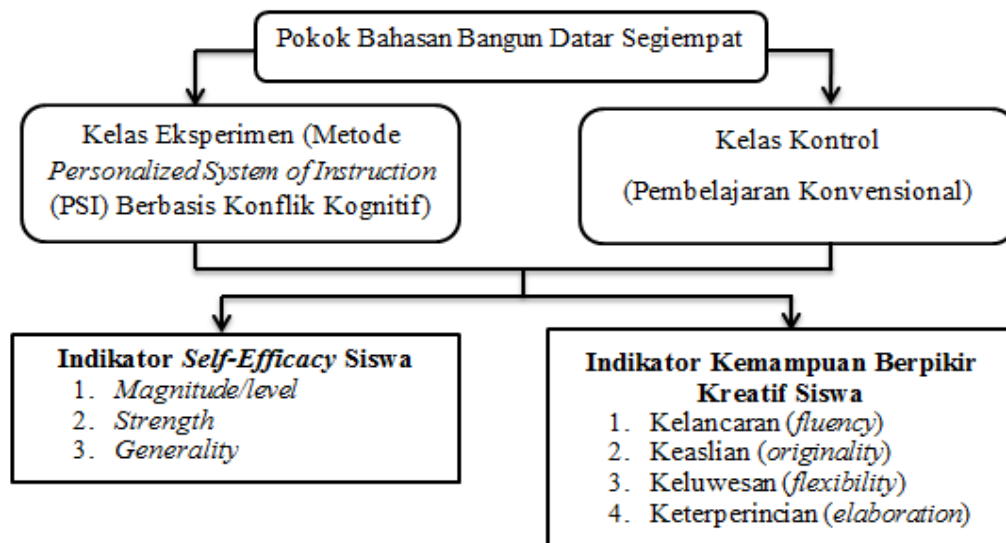 Pokok Bahasan Bangun Datar Segiempat
Kelas Eksperimen (Metode
Personalized System of Instruction
(PSI) Berbasis Konflik Kognitif)
Kelas Kontrol
(Pembelajaran Konvensional)
Indikator Self-Efficacy Siswa
1. Magnitude/level
2. Strength
3. Generality
Indikator Kemampuan Berpikir
Kreatif Siswa
1. Kelancaran (fluency)
2. Keaslian (originality)
3. Keluwesan (flexibility)
4. Keterperincian (elaboration)